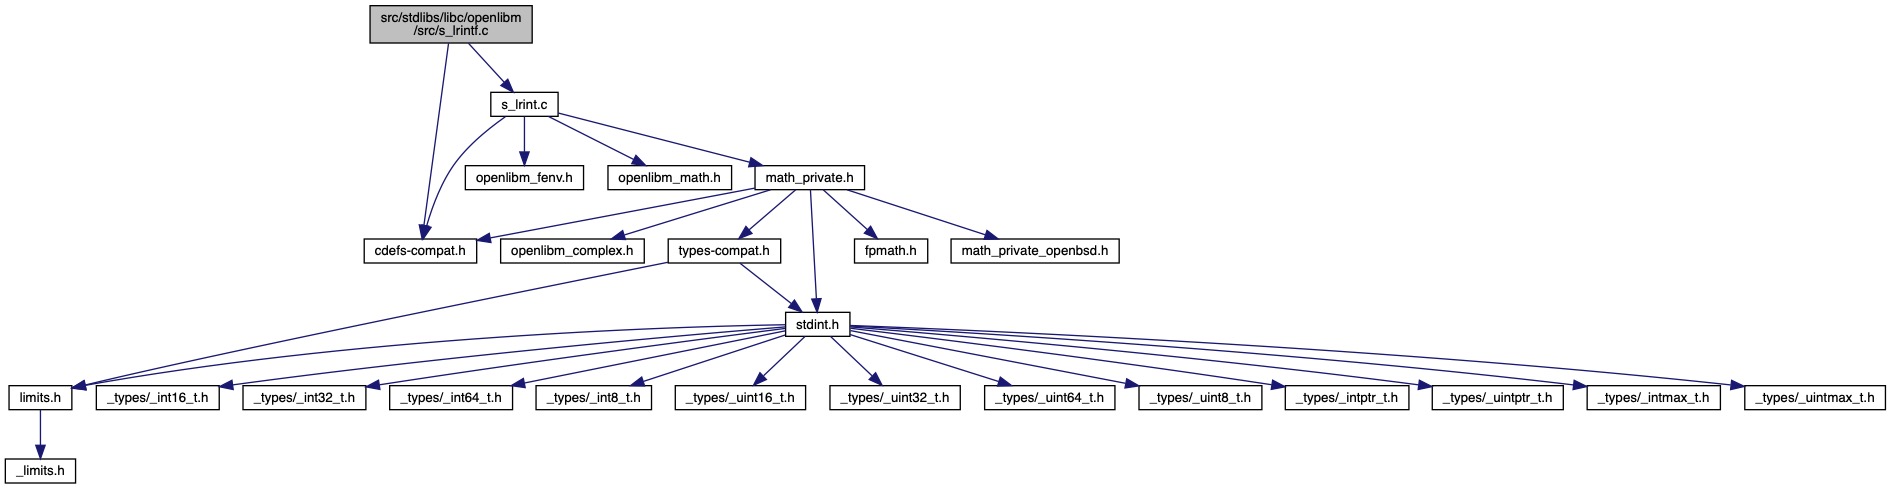 src/stdlibs/libc/openlibm
/src/s_lrintf.c
s_lrint.c
openlibm_fenv.h
openlibm_math.h
math_private.h
cdefs-compat.h
openlibm_complex.h
types-compat.h
fpmath.h
math_private_openbsd.h
stdint.h
limits.h
_types/_int16_t.h
_types/_int32_t.h
_types/_int64_t.h
_types/_int8_t.h
_types/_uint16_t.h
_types/_uint32_t.h
_types/_uint64_t.h
_types/_uint8_t.h
_types/_intptr_t.h
_types/_uintptr_t.h
_types/_intmax_t.h
_types/_uintmax_t.h
_limits.h